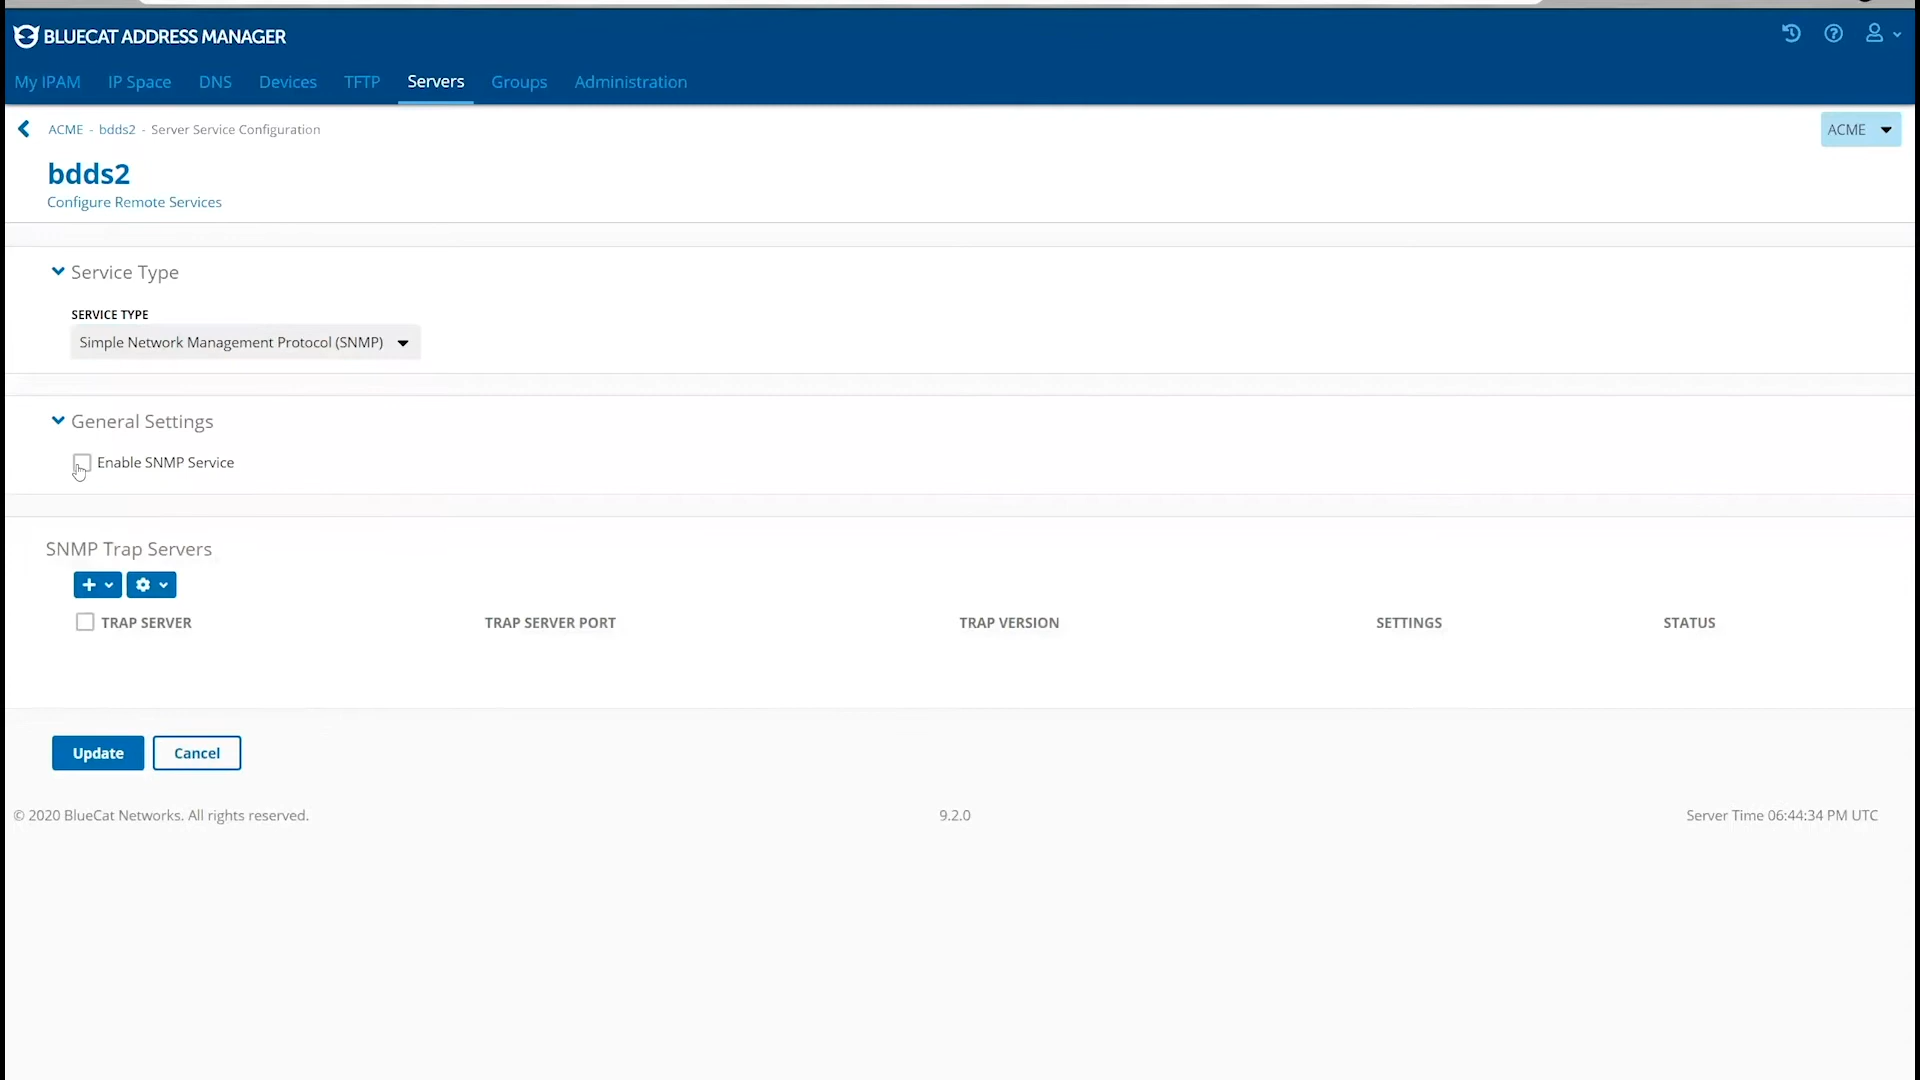 BLUECAT ADDRESS MANAGER
My IPAM IP Space DNS Devices TFTP Servers Groups Administration
ACME - bdds2 - Server Service Configuration
ACME
bdds2
Configure Remote Services
Service Type
SERVICE TYPE
Simple Network Management Protocol (SNMP)
General Settings
Enable SNMP Service
SNMP Trap Servers
TRAP SERVER TRAP SERVER PORT TRAP VERSION SETTINGS STATUS
Update Cancel
© 2020 BlueCat Networks. All rights reserved. 9.2.0 Server Time 06:44:34 PM UTC